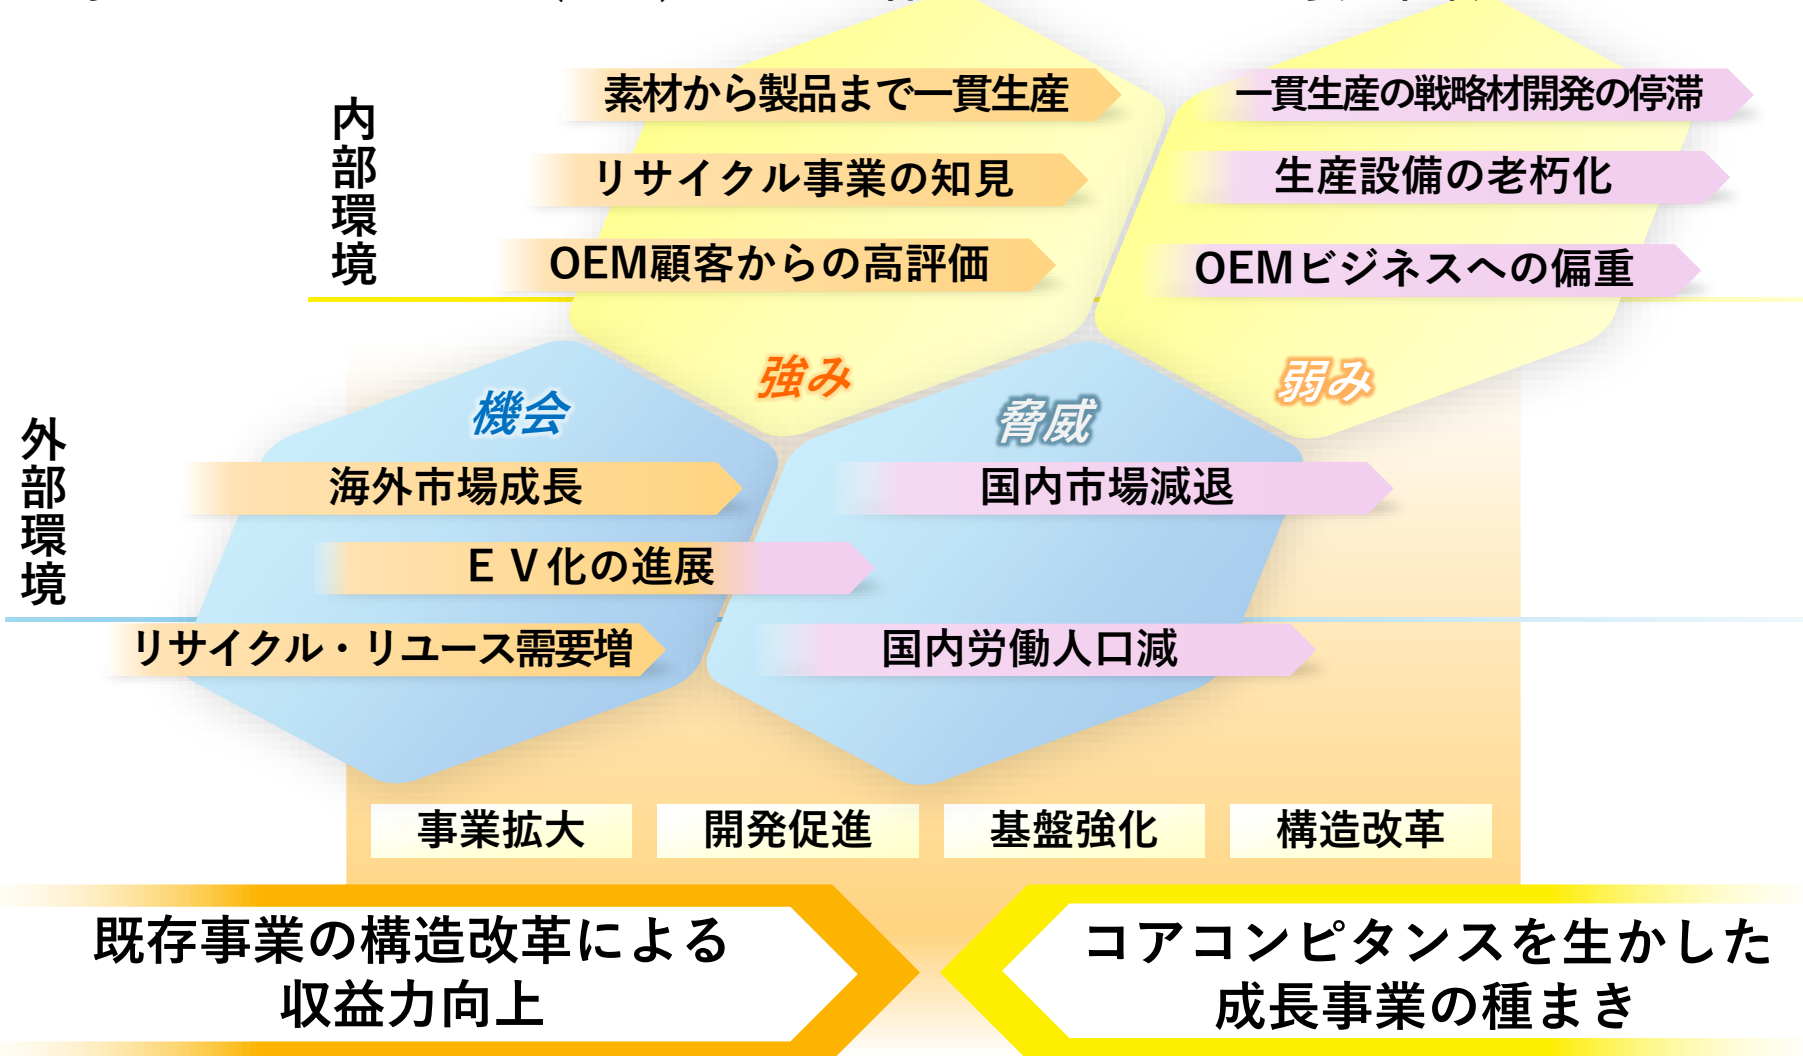 内部環境
素材から製品まで一貫生産
リサイクル事業の知見
OEM顧客からの高評価
強み
一貫生産の戦略材開発の停滞
生産設備の老朽化
OEMビジネスへの偏重
弱み
外部環境
機会
海外市場成長
ＥＶ化の進展
リサイクル・リユース需要増
脅威
国内市場減退
国内労働人口減
事業拡大
開発促進
基盤強化
構造改革
既存事業の構造改革による
収益力向上
コアコンピタンスを生かした
成長事業の種まき